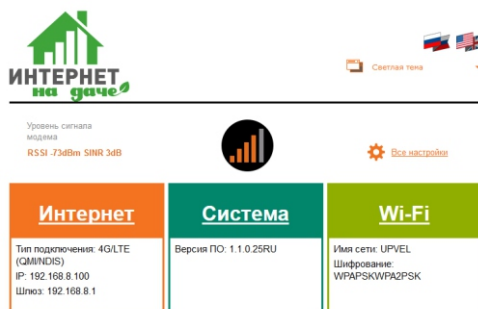 ИНТЕРНЕТ
на даче
Светлая тема
Уровень сигнала
модема
RSSI -73dBm SINR 3dB
Все настройки
Интернет
Система
Wi-Fi
Тип подключения: 4G/LTE
(QMI/NDIS)
IP: 192.168.8.100
Шлюз: 192.168.8.1
Версия ПО: 1.1.0.25RU
Имя сети: UPVEL
Шифрование:
WPAPSKWPA2PSK